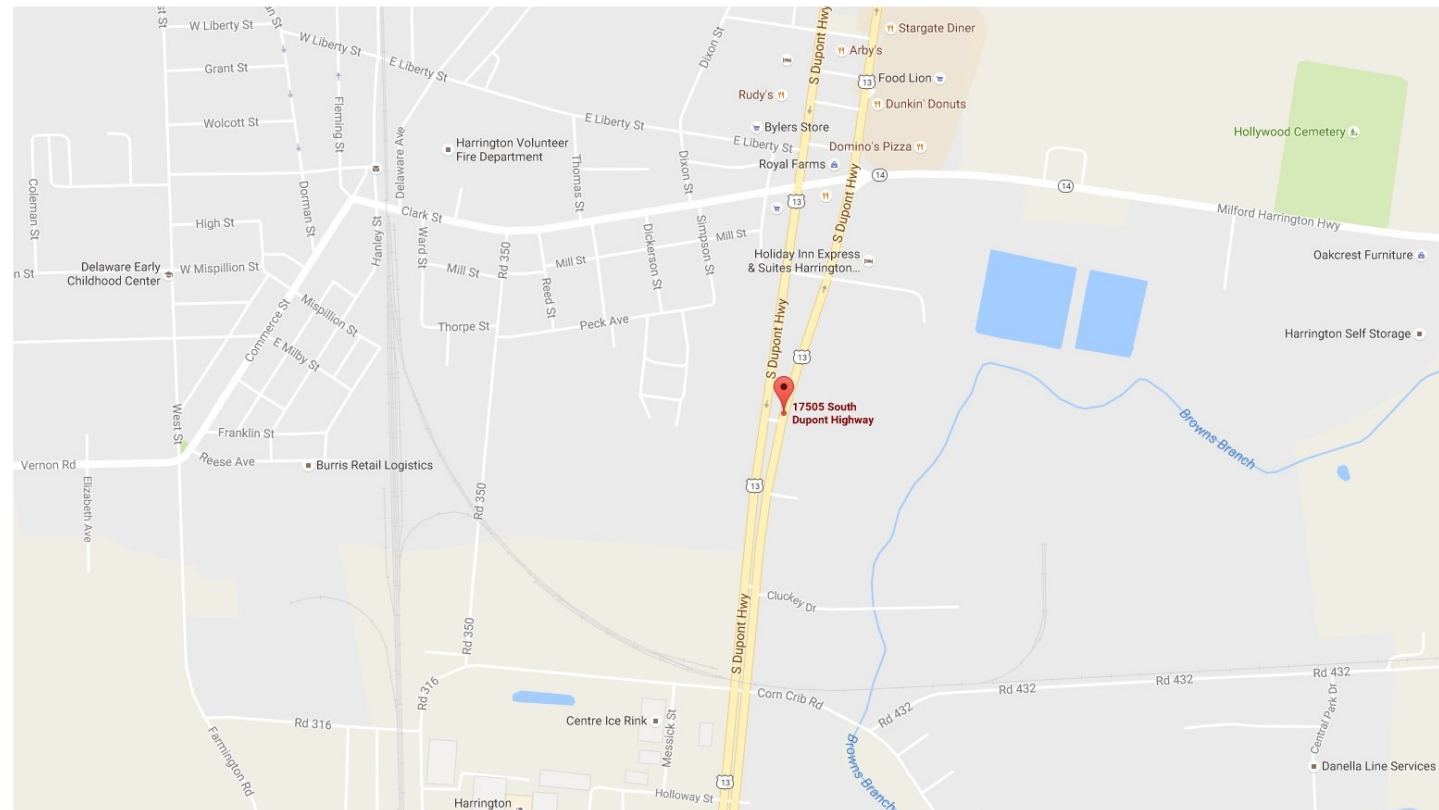 st St
an St
W Liberty St
W Liberty St
Grant St
E Liberty St
Dixon St
S Dupont Hwy
Stargate Diner
Arby's
13
Food Lion
Rudy's
Dunkin' Donuts
Fleming St
Wolcott St
Delaware Ave
E Liberty St
Bylers Store
E Liberty St
Domino's Pizza
Hollywood Cemetery
Harrington Volunteer
Fire Department
Thomas St
Dixon St
Royal Farms
14
14
Coleman St
Dorman St
High St
Hanley St
Clark St
Ward St
Rd 350
Dickerson St
Simpson St
Mill St
13
S Dupont Hwy
Milford Harrington Hwy
n St
Delaware Early
Childhood Center
W Mispillion St
Mill St
Mill St
Reed St
Holiday Inn Express
& Suites Harrington...
Oakcrest Furniture
Commerce St
Mispillion St
E Milby St
Thorpe St
Peck Ave
S Dupont Hwy
13
Harrington Self Storage
17505 South
Dupont Highway
West St
Franklin St
Reese Ave
Vernon Rd
Burris Retail Logistics
Browns Branch
Elizabeth Ave
Rd 350
13
Cluckey Dr
Rd 350
S Dupont Hwy
Rd 316
Corn Crib Rd
Rd 432
Rd 432
Rd 432
Rd 432
Rd 316
Centre Ice Rink
Messick St
Central Park Dr
Farmington Rd
Browns Branch
Danella Line Services
13
Holloway St
Harrington